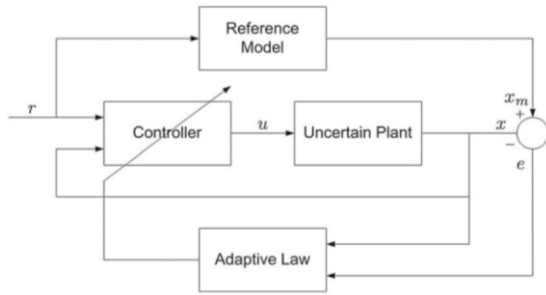 Reference
Model
x_m
r
+
Controller
u
Uncertain Plant
x
−
e
Adaptive Law